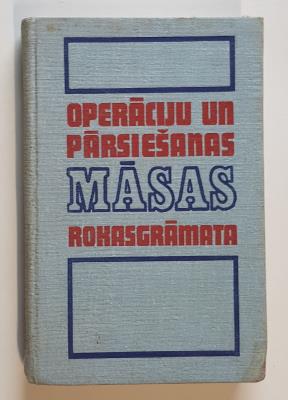 OPERĀCIJU UN
PĀRSIEŠANAS
MĀSAS
ROKASGRĀMATA